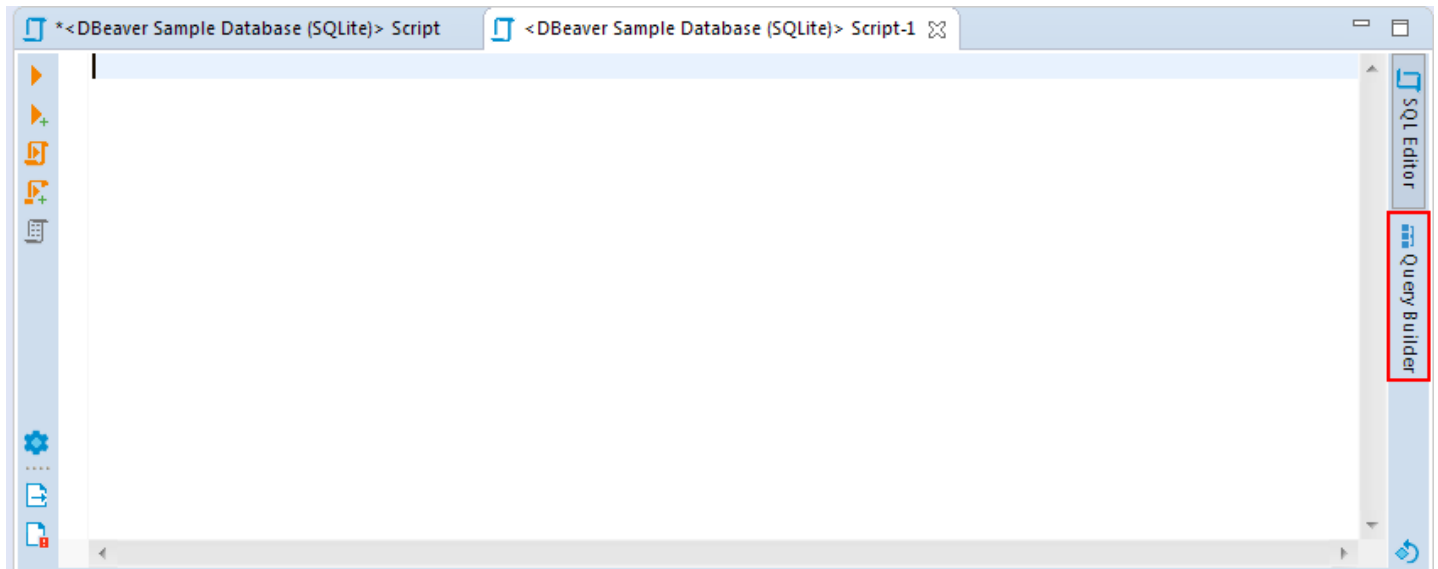 *<DBeaver Sample Database (SQLite)> Script
<DBeaver Sample Database (SQLite)> Script-1
SQL Editor
Query Builder